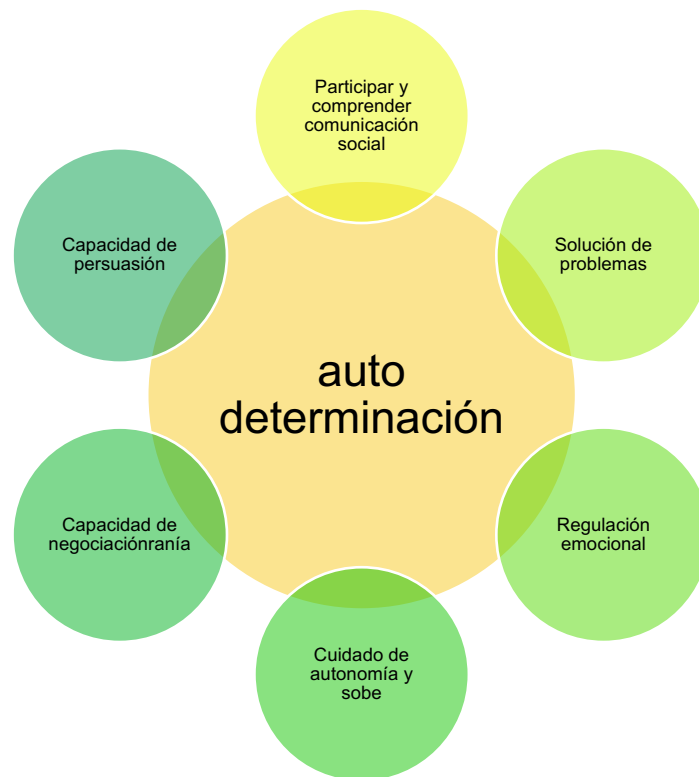 Participar y
comprender
comunicación
social
Solución de
problemas
Regulación
emocional
Cuidado de
autonomía y
sobe
Capacidad de
negociaciónranía
Capacidad de
persuasión
auto
determinación